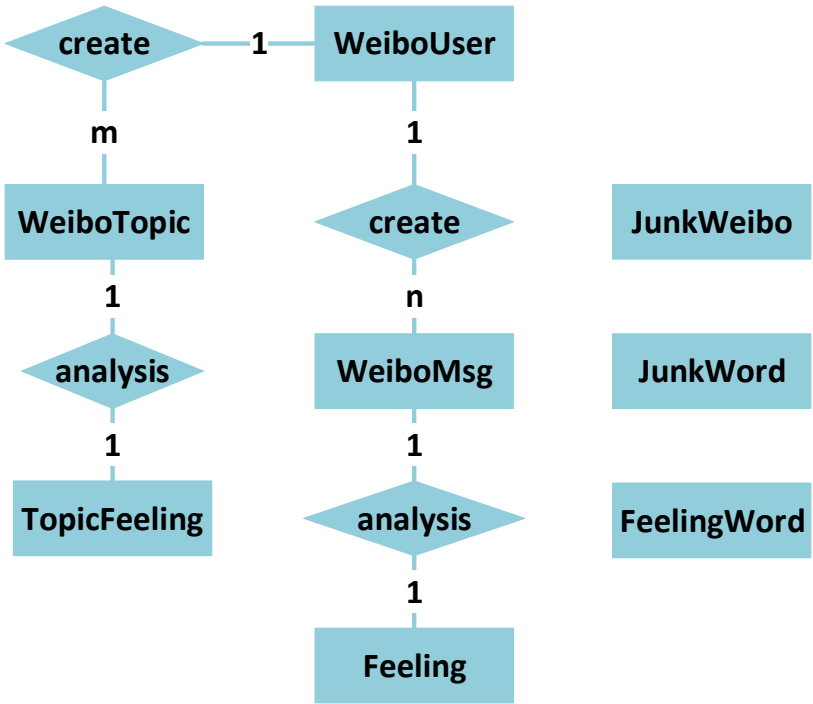 create
1
WeiboUser
m
1
WeiboTopic
create
JunkWeibo
1
n
analysis
WeiboMsg
JunkWord
1
1
TopicFeeling
analysis
FeelingWord
1
Feeling